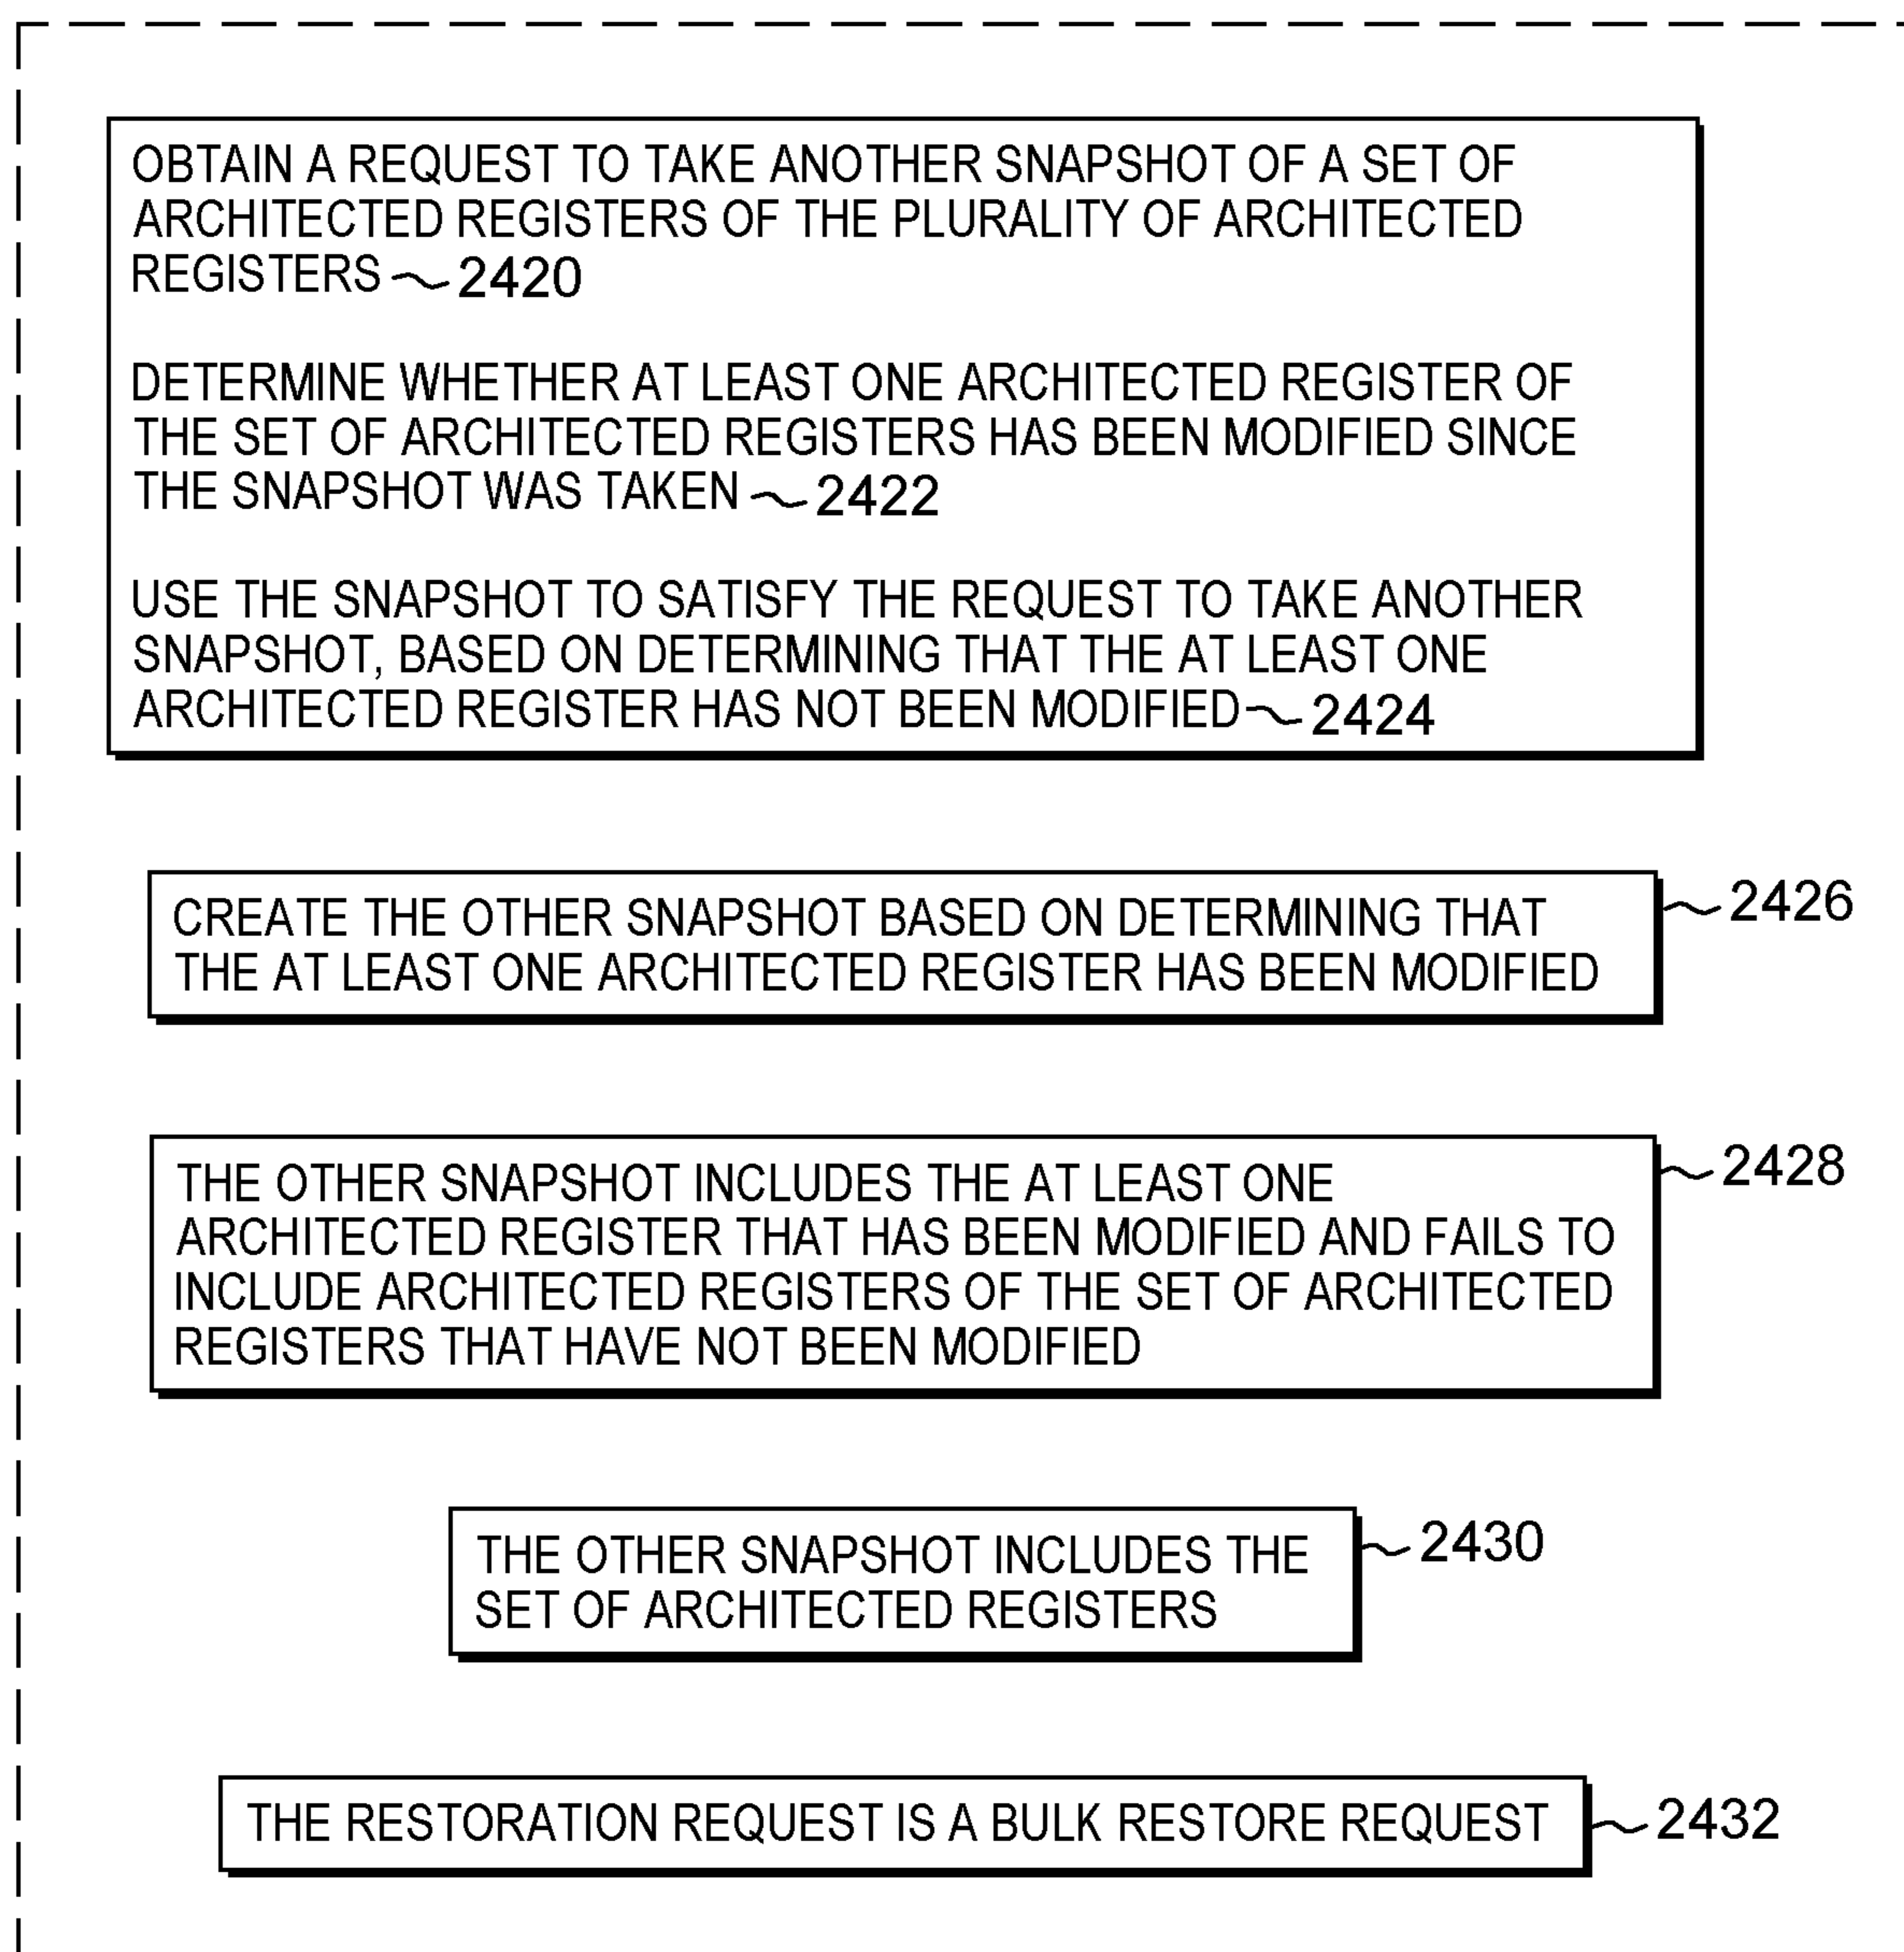 OBTAIN A REQUEST TO TAKE ANOTHER SNAPSHOT OF A SET OF
ARCHITECTED REGISTERS OF THE PLURALITY OF ARCHITECTED
REGISTERS 2420
DETERMINE WHETHER AT LEAST ONE ARCHITECTED REGISTER OF
THE SET OF ARCHITECTED REGISTERS HAS BEEN MODIFIED SINCE
THE SNAPSHOT WAS TAKEN 2422
USE THE SNAPSHOT TO SATISFY THE REQUEST TO TAKE ANOTHER
SNAPSHOT, BASED ON DETERMINING THAT THE AT LEAST ONE
ARCHITECTED REGISTER HAS NOT BEEN MODIFIED 2424
CREATE THE OTHER SNAPSHOT BASED ON DETERMINING THAT
THE AT LEAST ONE ARCHITECTED REGISTER HAS BEEN MODIFIED
2426
THE OTHER SNAPSHOT INCLUDES THE AT LEAST ONE
ARCHITECTED REGISTER THAT HAS BEEN MODIFIED AND FAILS TO
INCLUDE ARCHITECTED REGISTERS OF THE SET OF ARCHITECTED
REGISTERS THAT HAVE NOT BEEN MODIFIED
2428
THE OTHER SNAPSHOT INCLUDES THE
SET OF ARCHITECTED REGISTERS
2430
THE RESTORATION REQUEST IS A BULK RESTORE REQUEST
2432